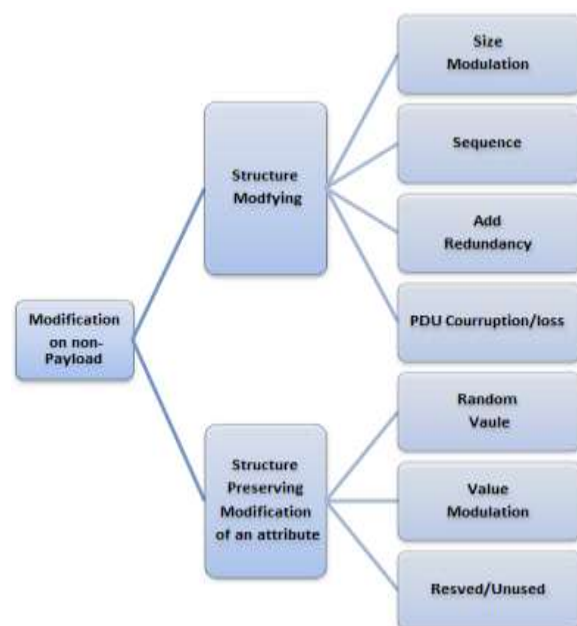 Size
Modulation
Sequence
Structure
Modfying
Add
Redundancy
PDU Courruption/loss
Modification
on non-
Payload
Random
Vaule
Structure
Preserving
Modification
of an attribute
Value
Modulation
Resved/Unused